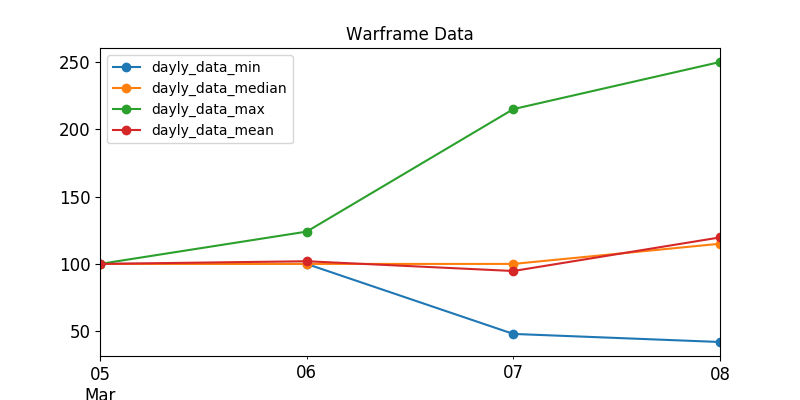 Warframe Data
dayly_data_min
dayly_data_median
dayly_data_max
dayly_data_mean
250
200
150
100
50
05
06
07
08
Mar